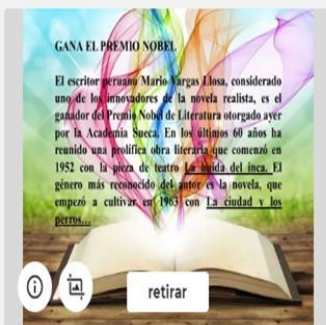 GANA EL PREMIO NOBEL
El escritor peruano Mario Vargas Llosa, considerado
uno de los innovadores de la novela realista, es el
ganador del Premio Nobel de Literatura otorgado ayer
por la Academia Sueca. En los últimos 60 años ha
reunido una prolífica obra literaria que comenzó en
1952 con la pieza de teatro La huida del inca. El
género más reconocido del autor es la novela, que
empezó a cultivar en 1963 con La ciudad y los
perros…
retirar